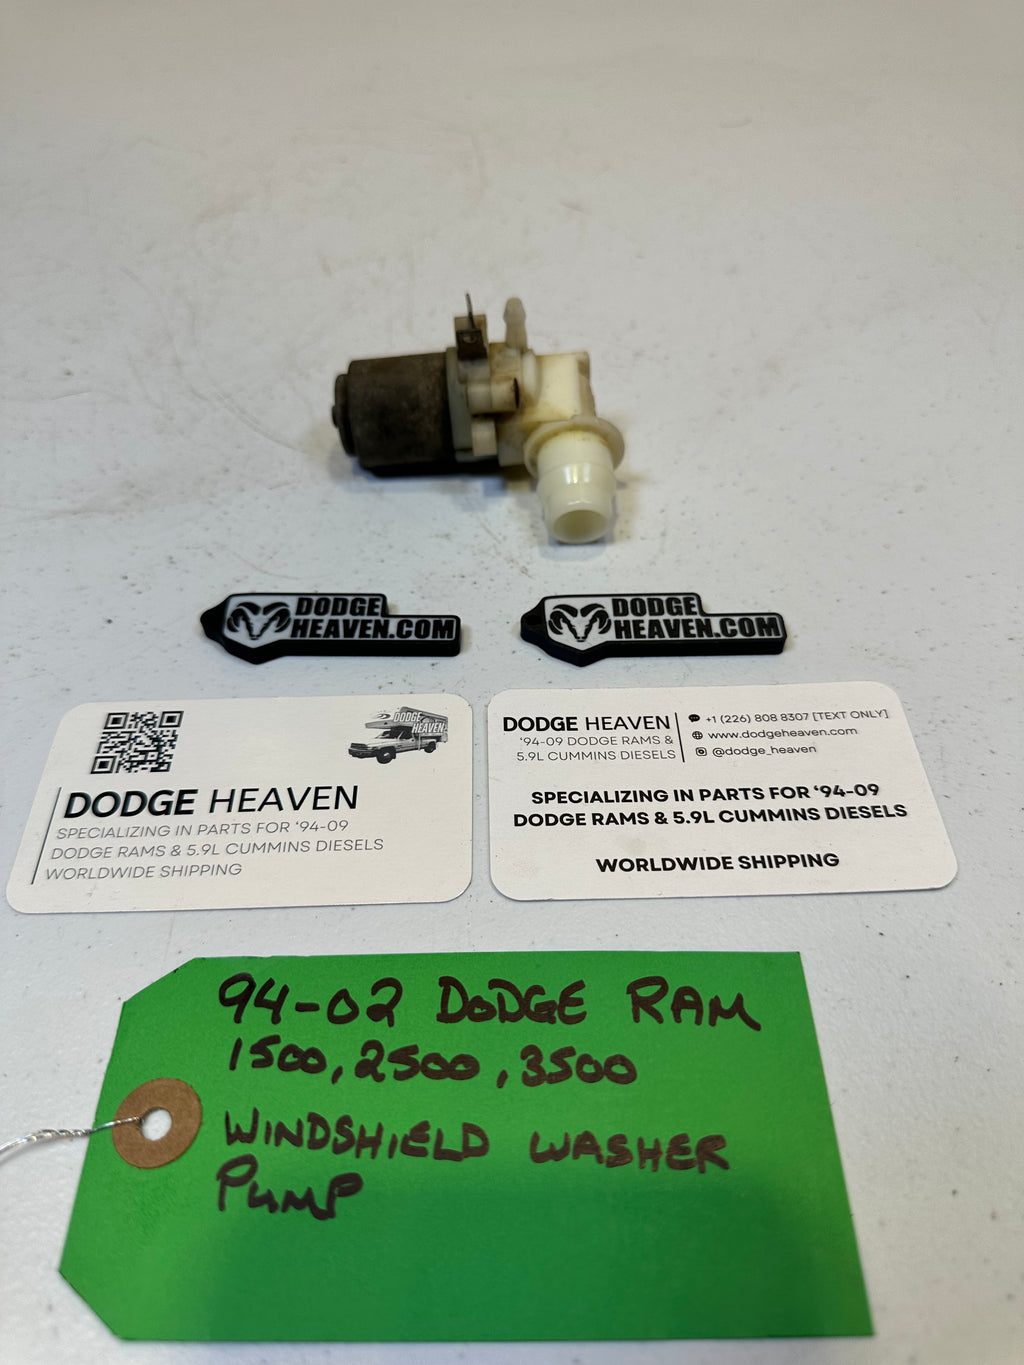 DODGE
HEAVEN.COM
DODGE
HEAVEN.COM
DODGE
HEAVEN
DODGE HEAVEN
SPECIALIZING IN PARTS FOR ‘94-09
DODGE RAMS & 5.9L CUMMINS DIESELS
WORLDWIDE SHIPPING
DODGE HEAVEN
‘94-09 DODGE RAMS &
5.9L CUMMINS DIESELS
+1 (226) 808 8307 [TEXT ONLY]
www.dodgeheaven.com
@dodge_heaven
SPECIALIZING IN PARTS FOR ‘94-09
DODGE RAMS & 5.9L CUMMINS DIESELS
WORLDWIDE SHIPPING
94-02 DODGE RAM
1500, 2500, 3500
WINDSHIELD WASHER
PUMP